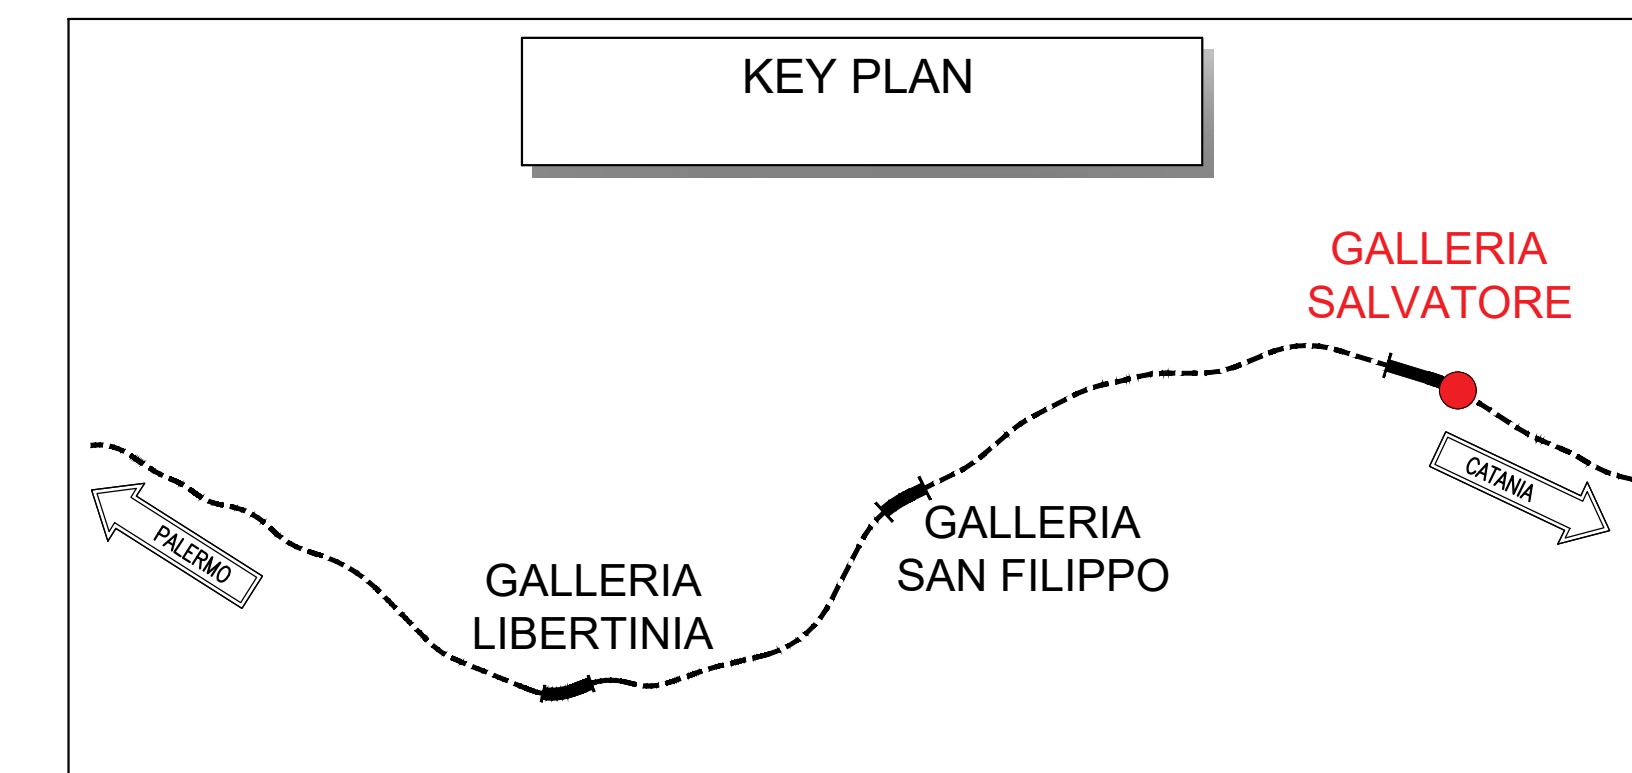 KEY PLAN
GALLERIA
SALVATORE
CATANIA
GALLERIA
SAN FILIPPO
PALERMO
GALLERIA
LIBERTINIA